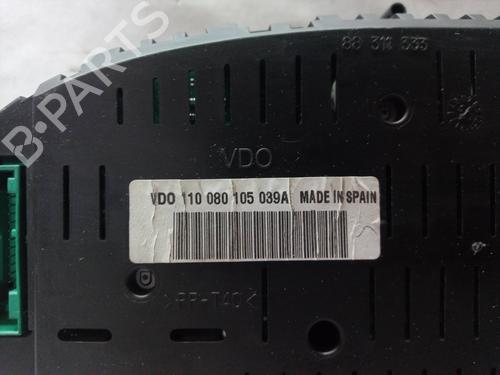 88 311 333
VDO
VDO 110 080 105 039A MADE IN SPAIN
>PP-T40<
B-PARTS